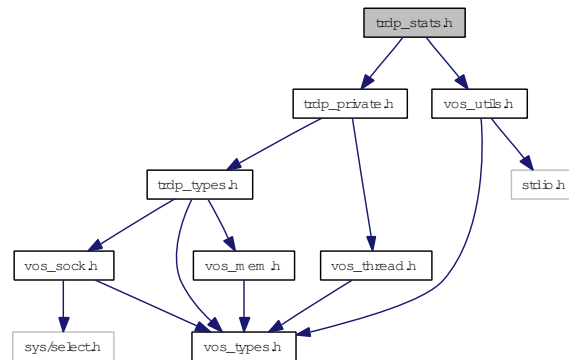 trdp_stats.h
trdp_private.h
vos_utils.h
trdp_types.h
stdio.h
vos_sock.h
vos_mem.h
vos_thread.h
sys/select.h
vos_types.h